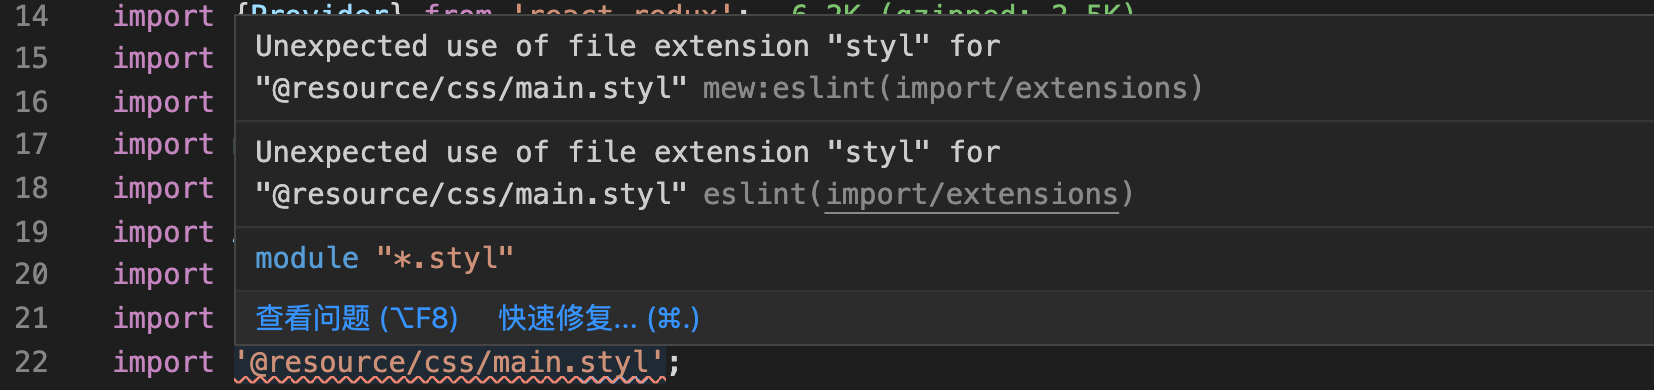 14 import {Provider} from 'react-redux'; 6.2K (gzipped: 2.5K)
15 import
Unexpected use of file extension "styl" for
"@resource/css/main.styl" mew:eslint(import/extensions)
16 import
17 import
Unexpected use of file extension "styl" for
"@resource/css/main.styl" eslint(import/extensions)
18 import
19 import
module "*.styl"
20 import
21 import
查看问题 (⌥F8) 快速修复... (⌘.)
22 import '@resource/css/main.styl';